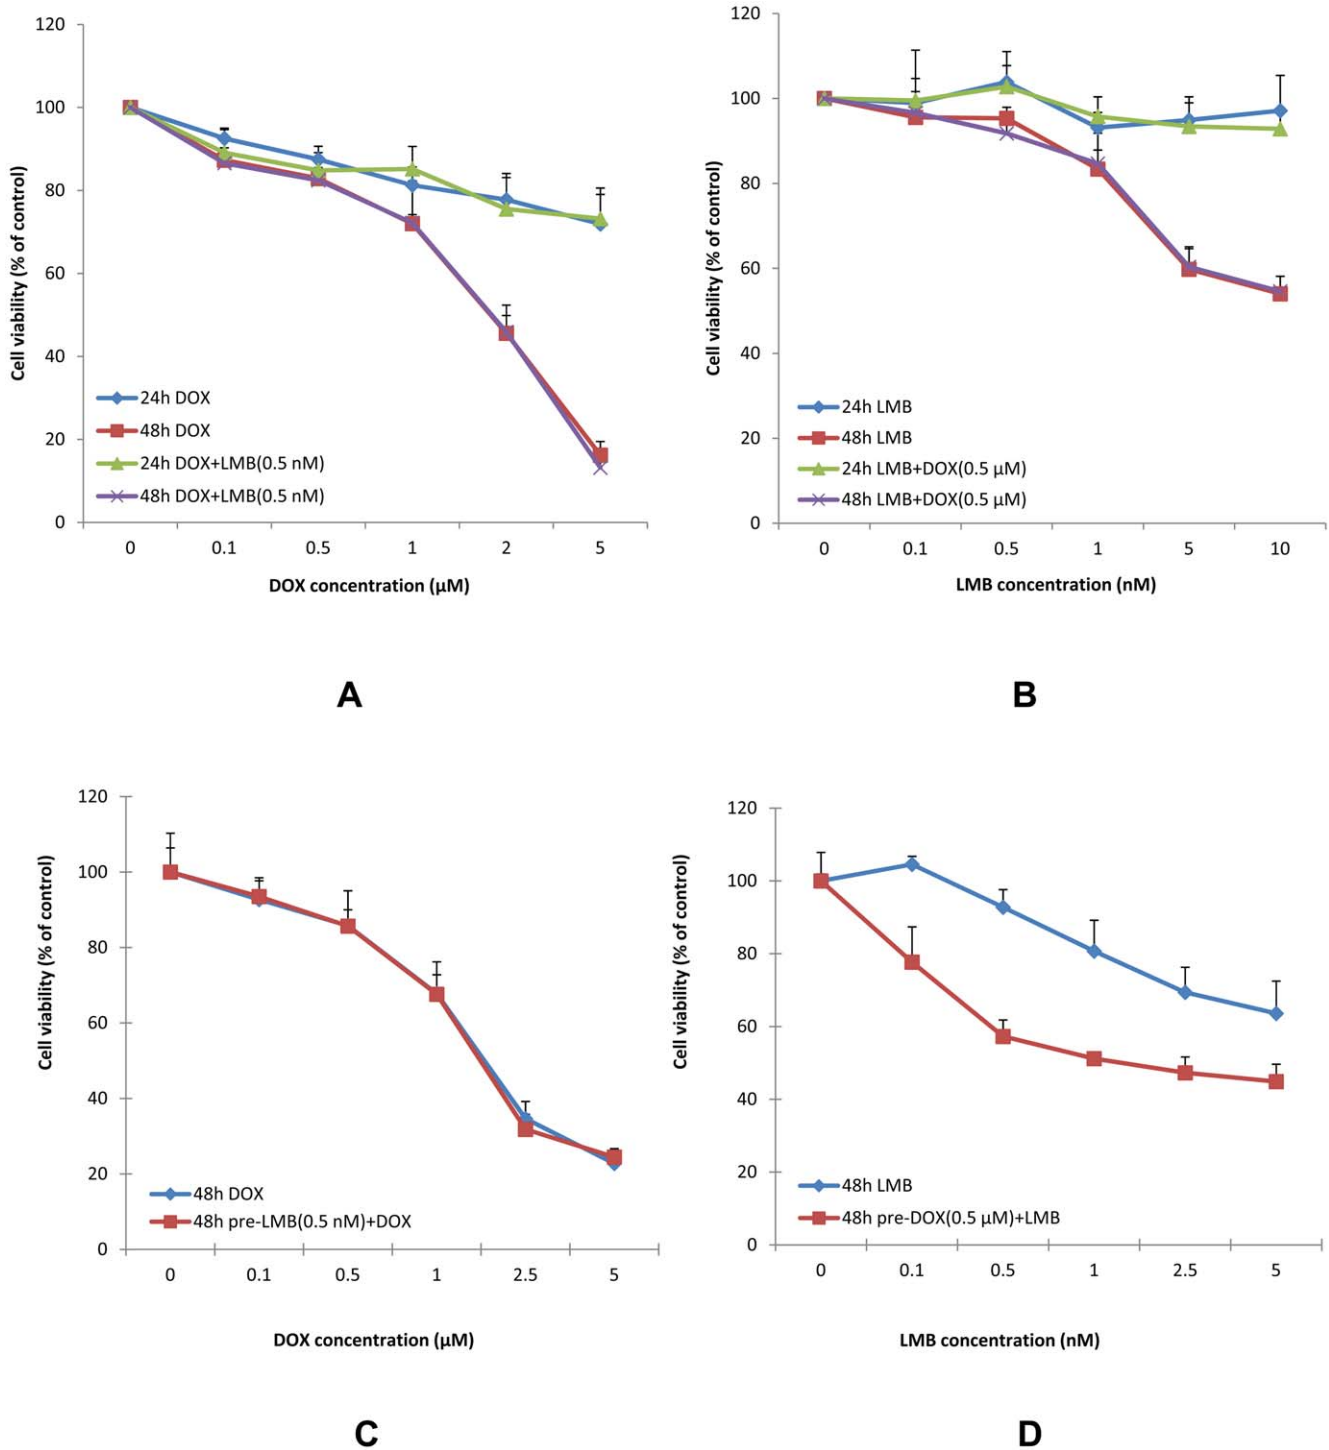 120
100
80
60
40
20
0
Cell viability (% of control)
24h DOX
48h DOX
24h DOX+LMB(0.5 nM)
48h DOX+LMB(0.5 nM)
0 0.1 0.5 1 2 5
DOX concentration (µM)
A
120
100
80
60
40
20
0
Cell viability (% of control)
24h LMB
48h LMB
24h LMB+DOX(0.5 µM)
48h LMB+DOX(0.5 µM)
0 0.1 0.5 1 5 10
LMB concentration (nM)
B
120
100
80
60
40
20
0
Cell viability (% of control)
48h DOX
48h pre-LMB(0.5 nM)+DOX
0 0.1 0.5 1 2.5 5
DOX concentration (µM)
C
120
100
80
60
40
20
0
Cell viability (% of control)
48h LMB
48h pre-DOX(0.5 µM)+LMB
0 0.1 0.5 1 2.5 5
LMB concentration (nM)
D